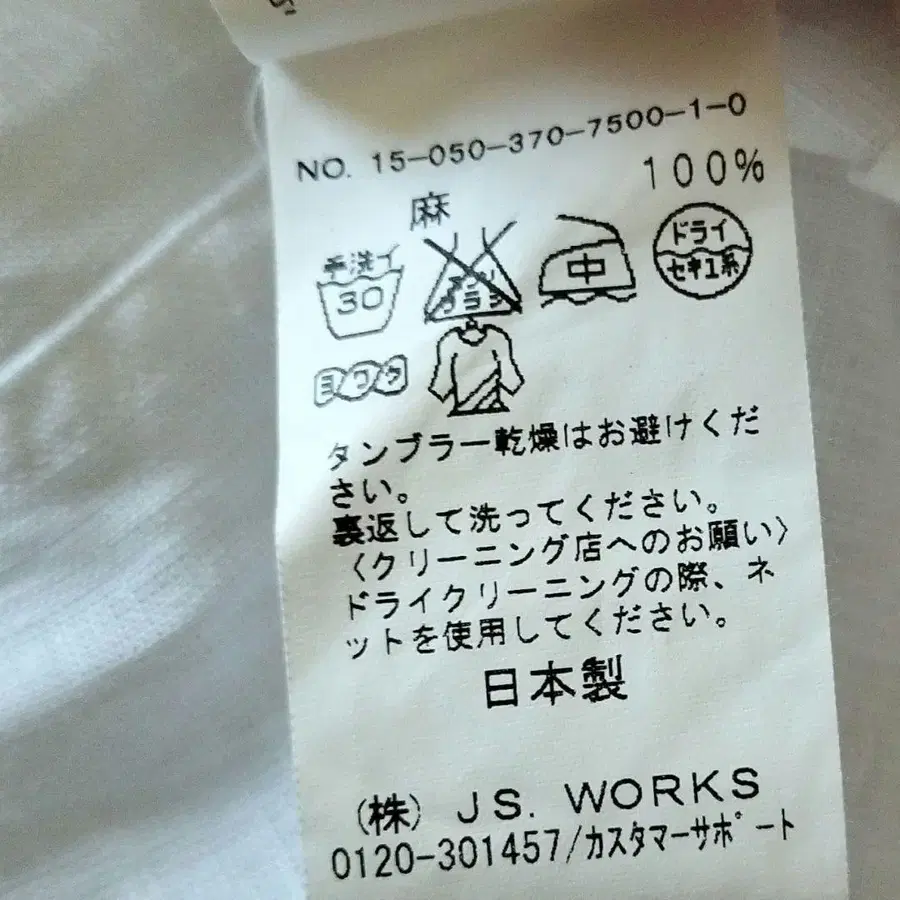 NO. 15-050-370-7500-1-0
麻 100%
手洗イ 30
中
ドライ
セキユ系
ヨワク
タンブラー乾燥はお避けくだ
さい。
裏返して洗ってください。
〈クリーニング店へのお願い〉
ドライクリーニングの際、ネ
ットを使用してください。
日本製
(株) JS. WORKS
0120-301457/カスタマーサポート